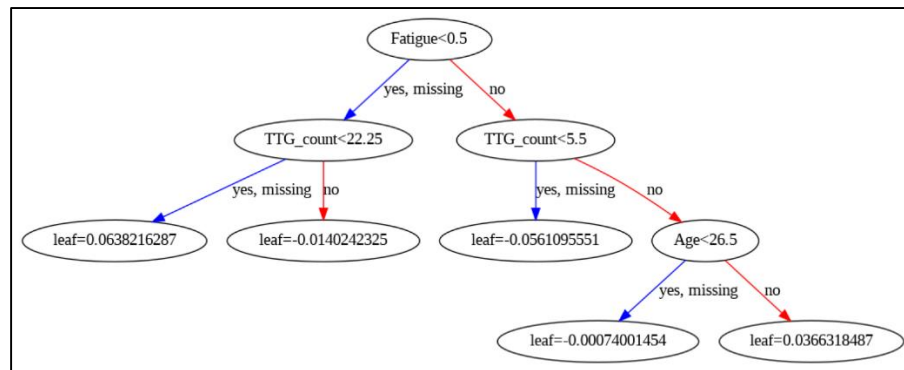 Fatigue<0.5
yes, missing
no
TTG_count<22.25
TTG_count<5.5
yes, missing
no
yes, missing
no
leaf=0.0638216287
leaf=-0.0140242325
leaf=-0.0561095551
Age<26.5
yes, missing
no
leaf=-0.00074001454
leaf=0.0366318487